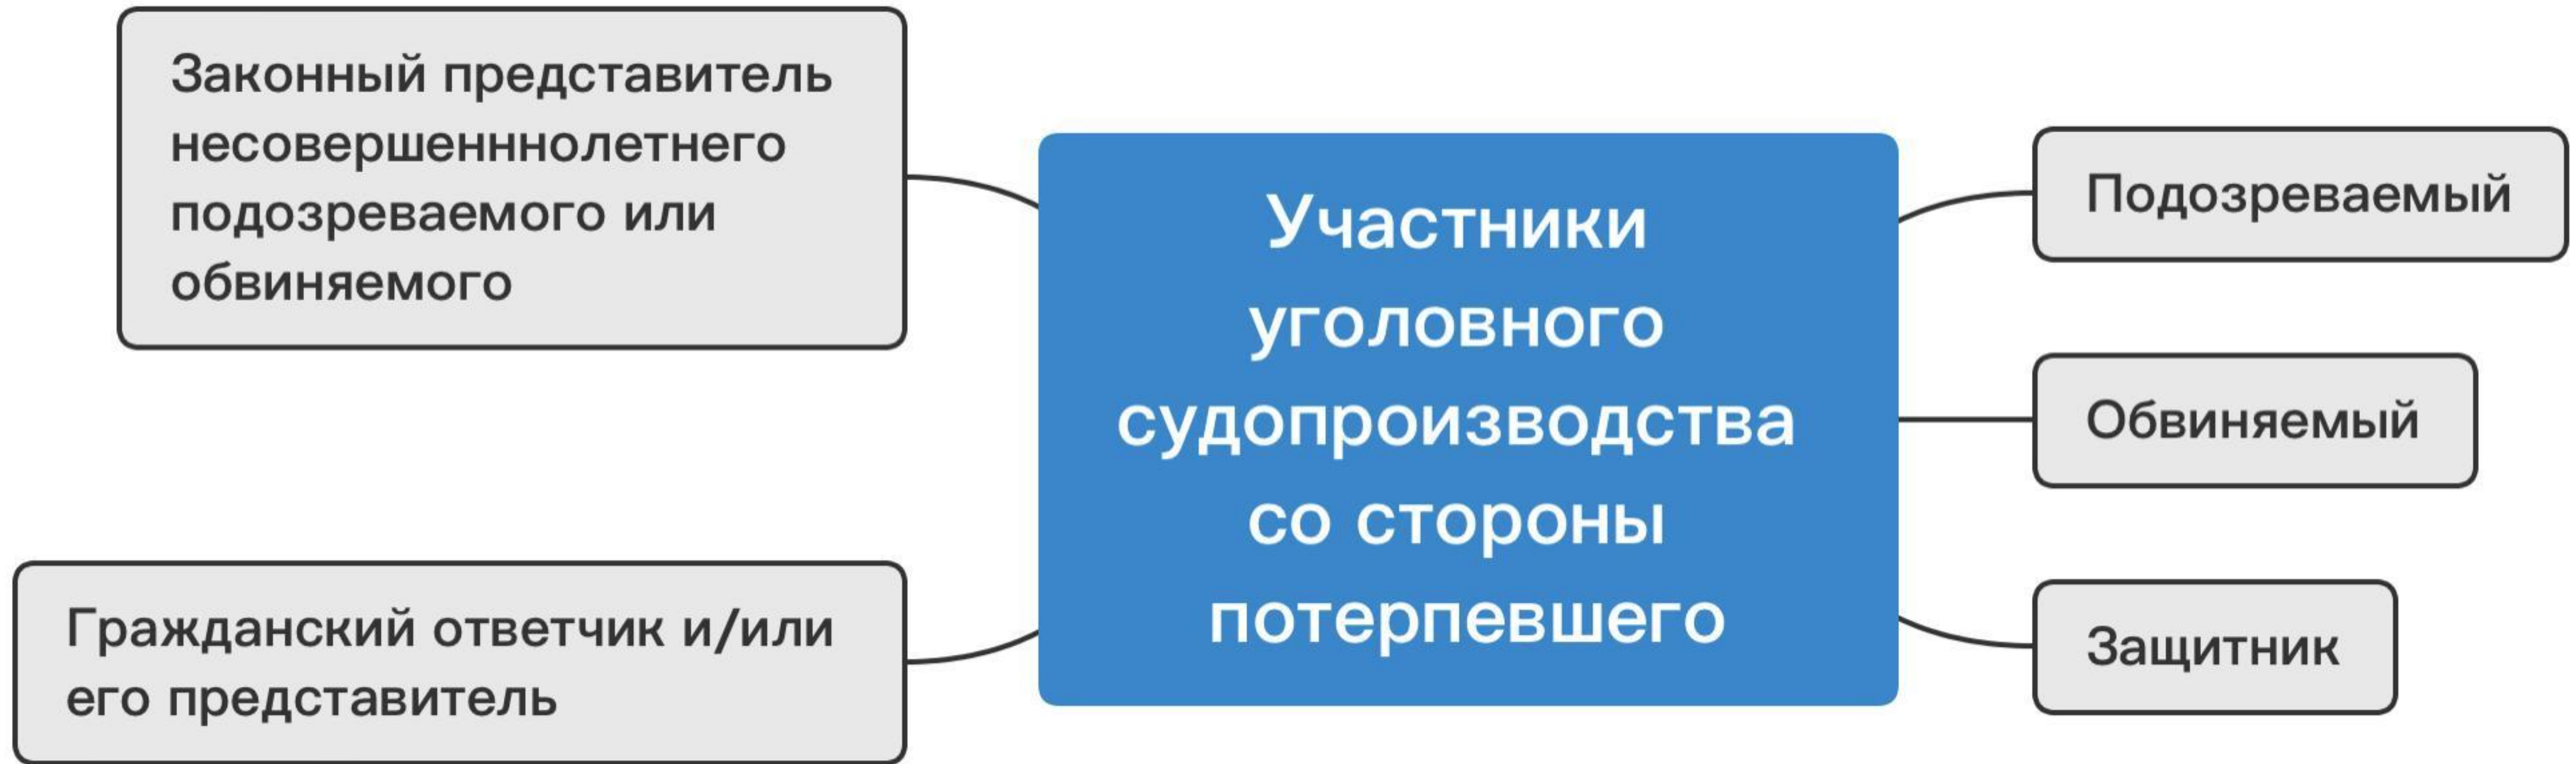 Законный представитель
несовершенннолетнего
подозреваемого или
обвиняемого
Гражданский ответчик и/или
его представитель
Участники
уголовного
судопроизводства
со стороны
потерпевшего
Подозреваемый
Обвиняемый
Защитник